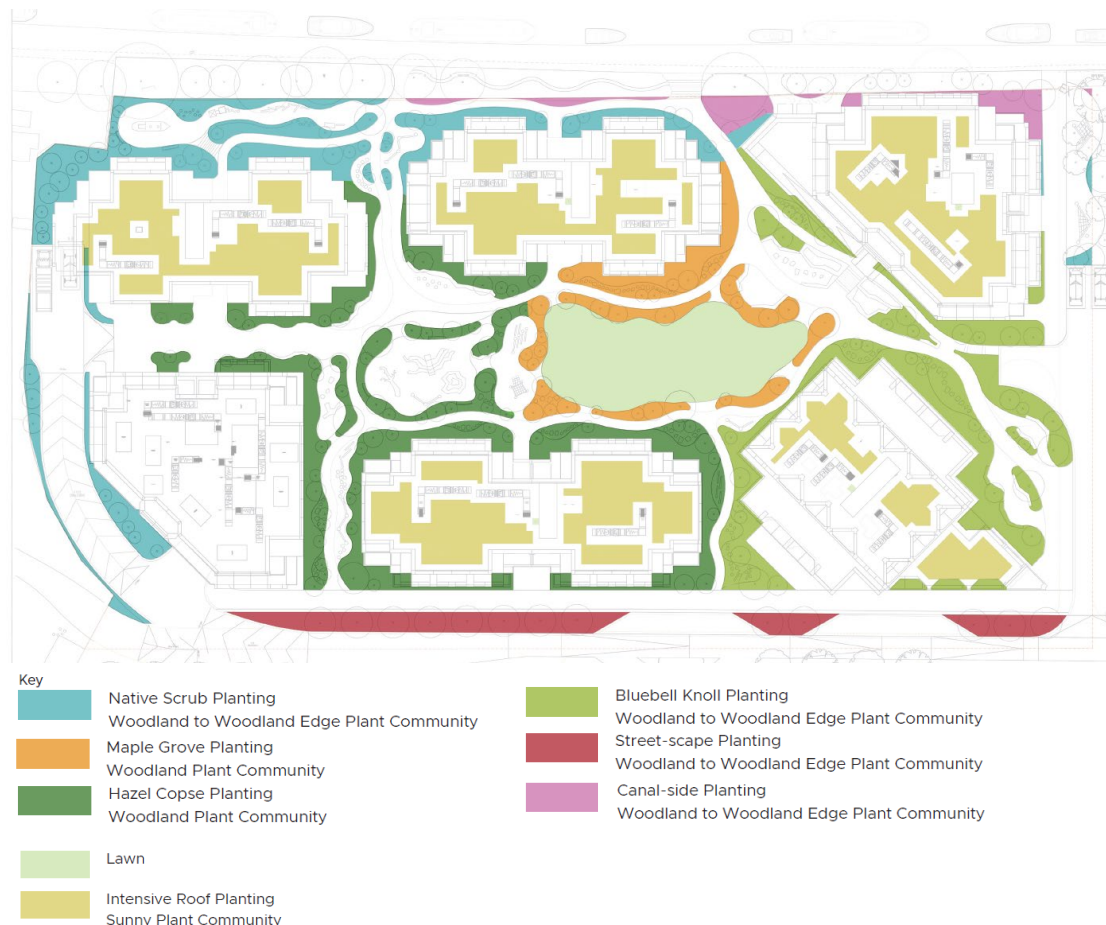 Key
Native Scrub Planting
Woodland to Woodland Edge Plant Community
Maple Grove Planting
Woodland Plant Community
Hazel Copse Planting
Woodland Plant Community
Lawn
Intensive Roof Planting
Sunny Plant Community
Bluebell Knoll Planting
Woodland to Woodland Edge Plant Community
Street-scape Planting
Woodland to Woodland Edge Plant Community
Canal-side Planting
Woodland to Woodland Edge Plant Community